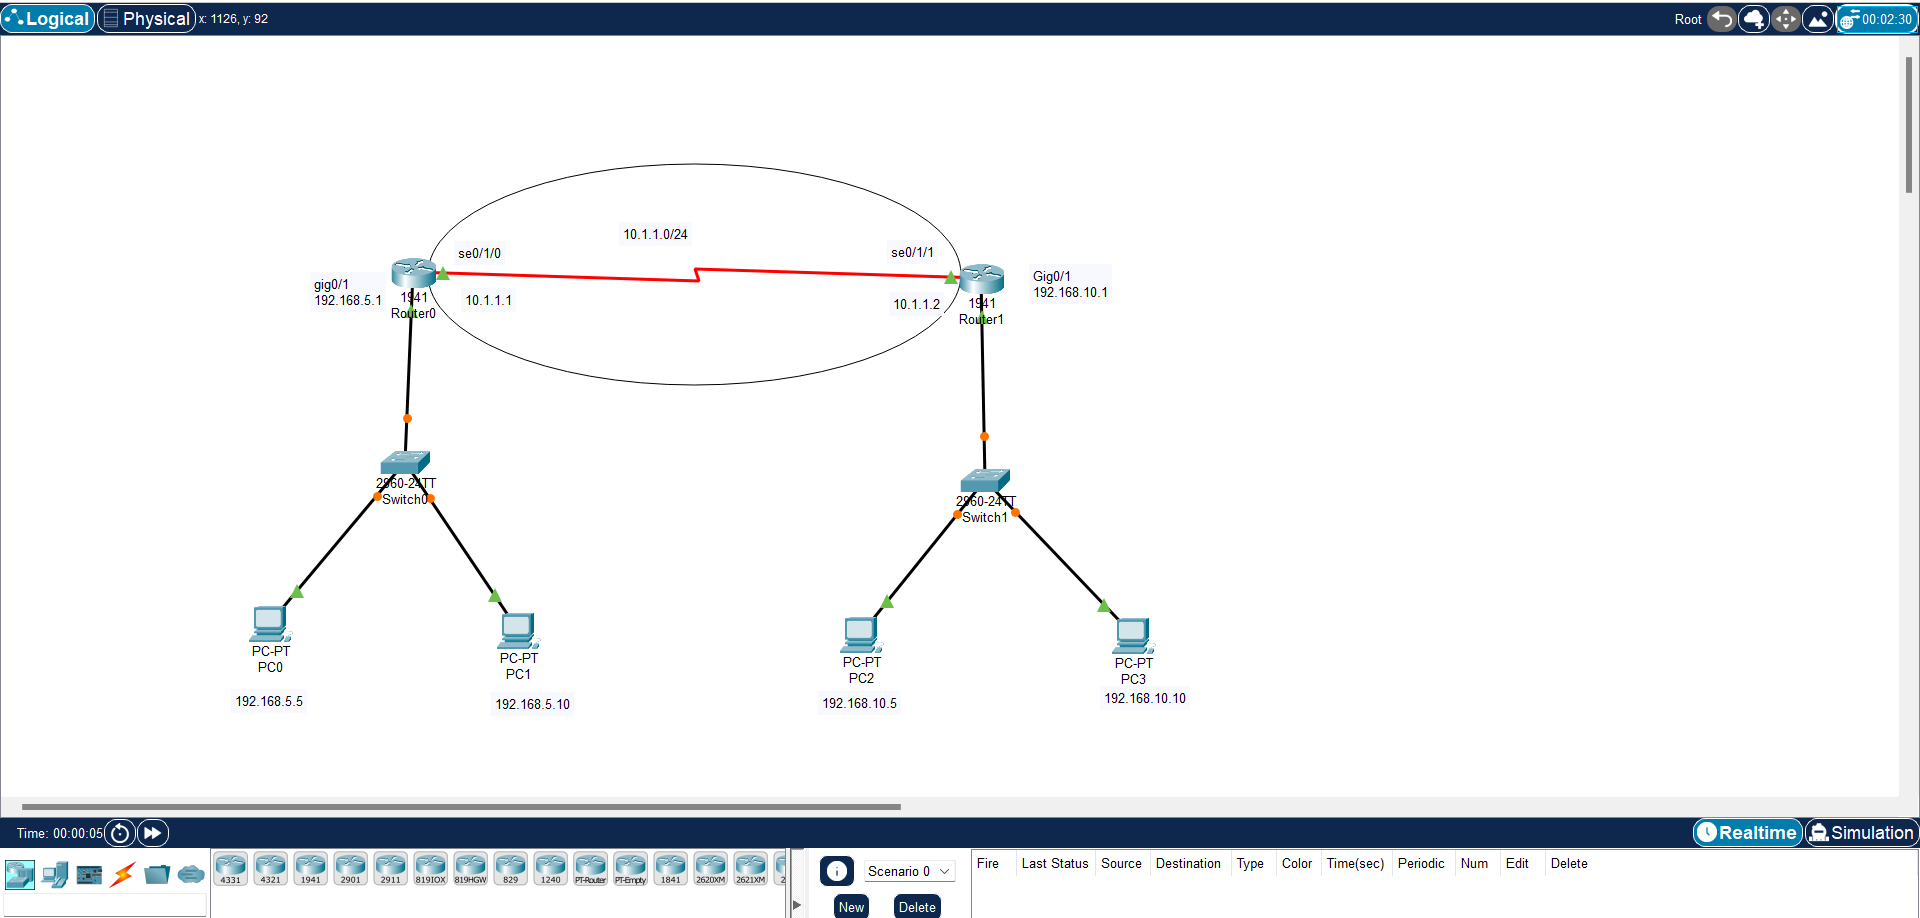 Logical
Physical
x: 1126, y: 92
Root
00:02:30
10.1.1.0/24
se0/1/0
se0/1/1
gig0/1
192.168.5.1
1941
Router0
10.1.1.1
10.1.1.2
1941
Router1
Gig0/1
192.168.10.1
2960-24TT
Switch0
2960-24TT
Switch1
PC-PT
PC0
192.168.5.5
PC-PT
PC1
192.168.5.10
PC-PT
PC2
192.168.10.5
PC-PT
PC3
192.168.10.10
Time: 00:00:05
Realtime
Simulation
4331
4321
1941
2901
2911
819IOX
819HGW
829
1240
PT-Router
PT-Empty
1841
2620XM
2621XM
2
Scenario 0
New
Delete
Fire
Last Status
Source
Destination
Type
Color
Time(sec)
Periodic
Num
Edit
Delete